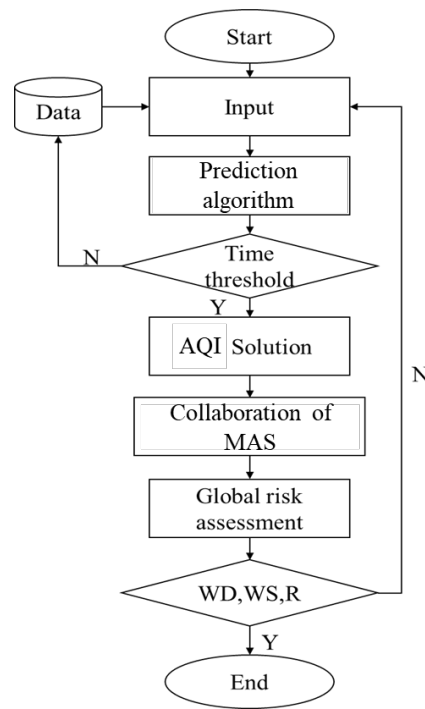 Start
Data
Input
Prediction
algorithm
N
Time
threshold
Y
AQI Solution
N
Collaboration of
MAS
Global risk
assessment
WD,WS,R
Y
End